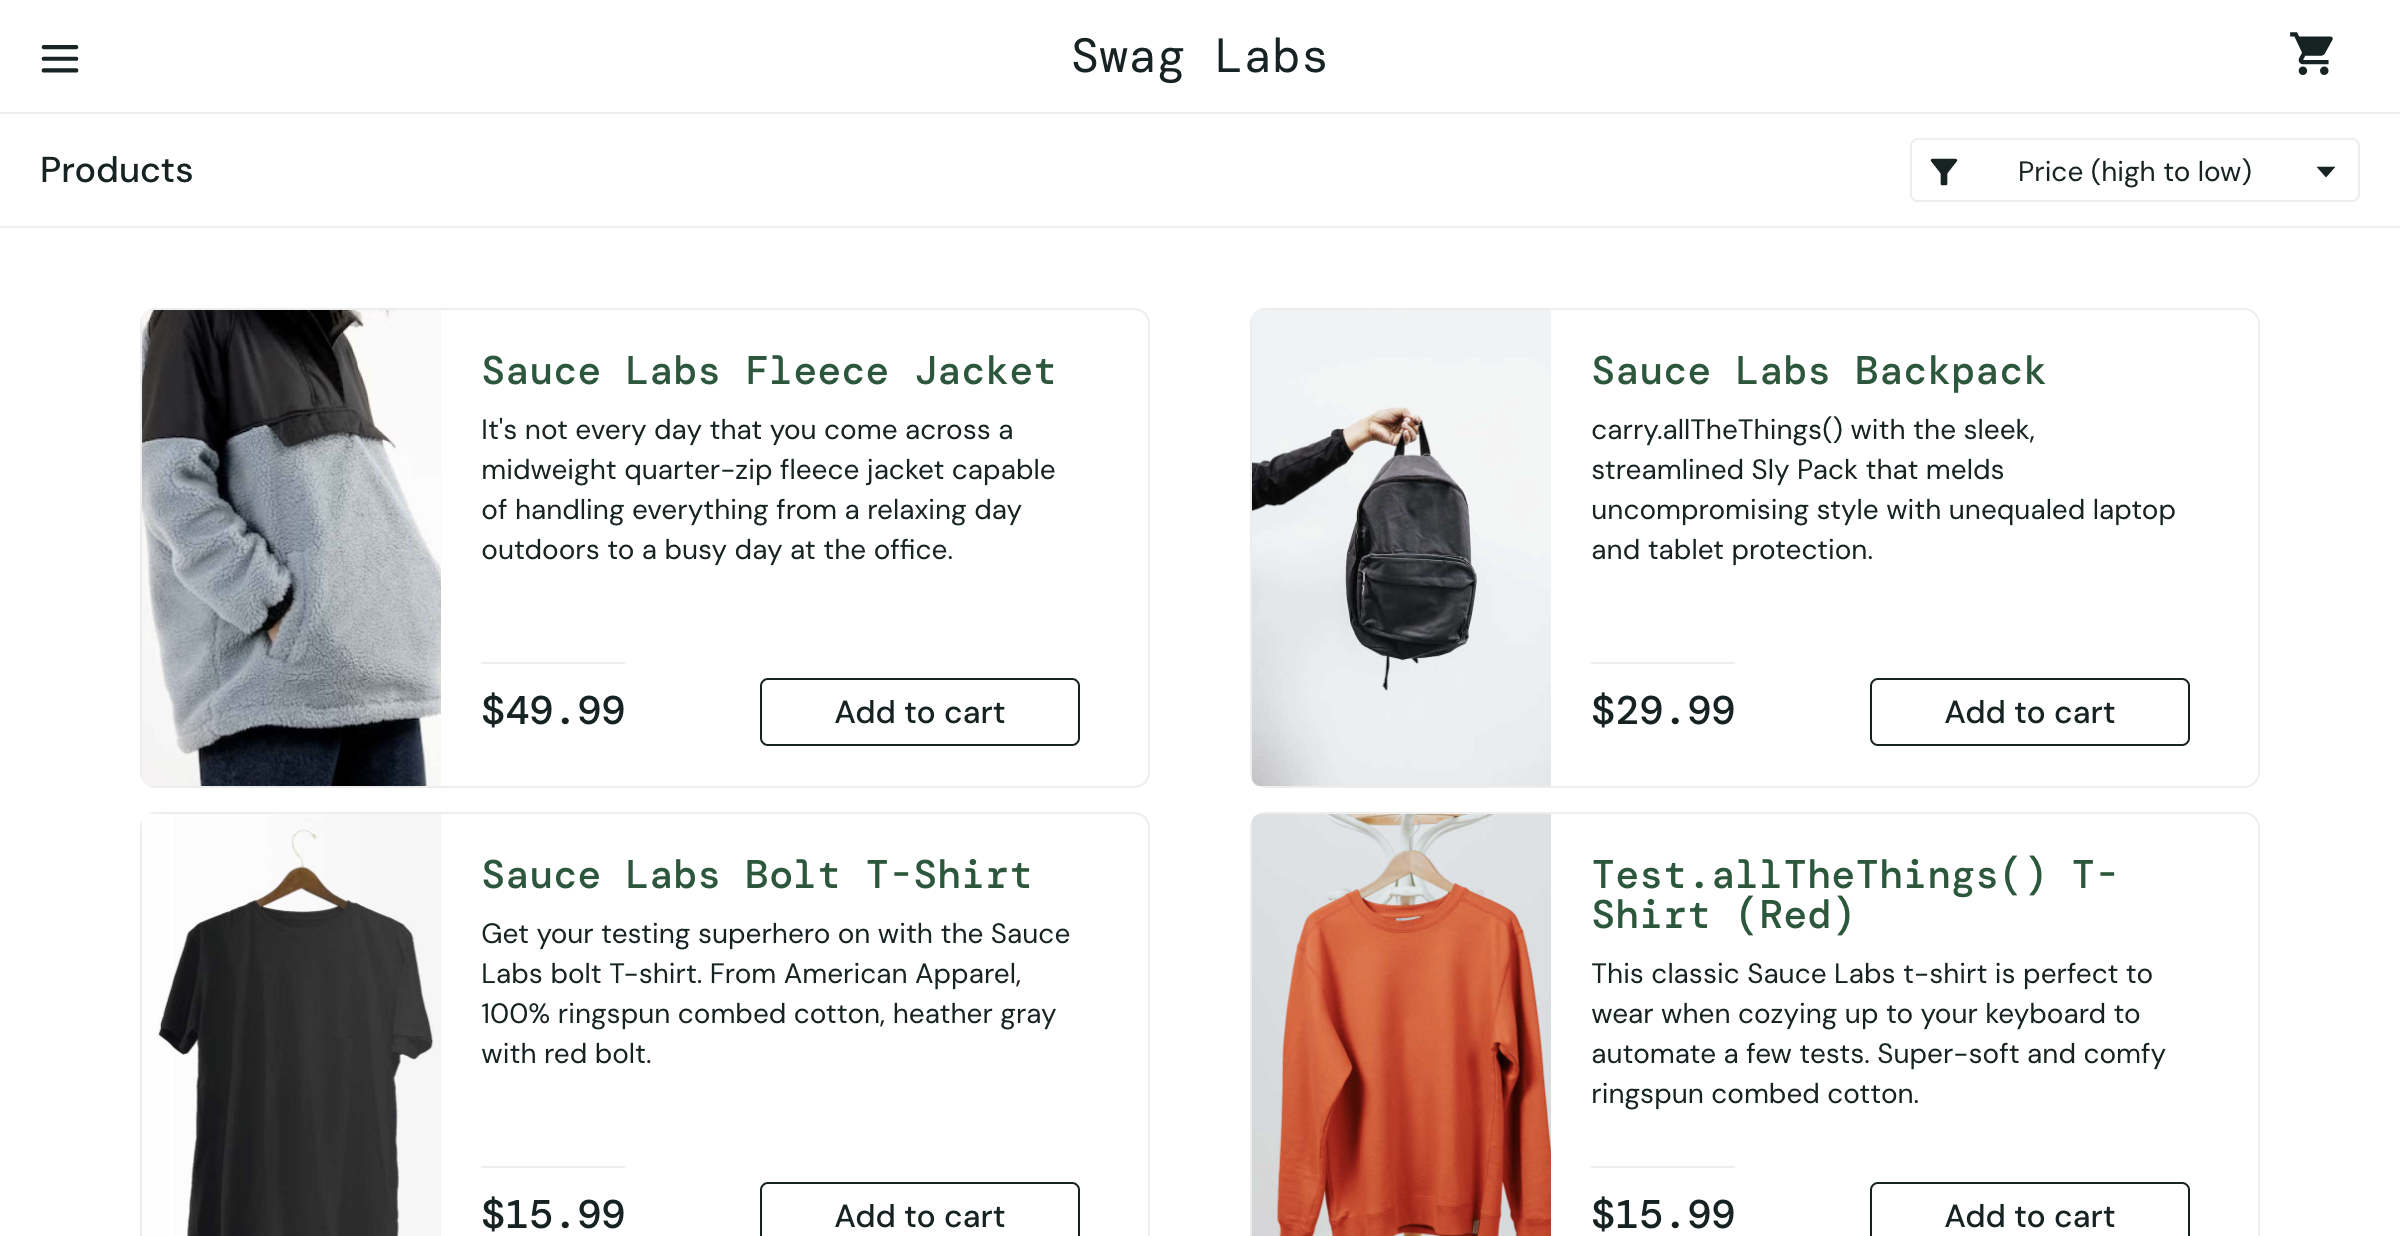 Swag Labs
Products
Price (high to low)
Sauce Labs Fleece Jacket
It's not every day that you come across a
midweight quarter-zip fleece jacket capable
of handling everything from a relaxing day
outdoors to a busy day at the office.
$49.99
Add to cart
Sauce Labs Backpack
carry.allTheThings() with the sleek,
streamlined Sly Pack that melds
uncompromising style with unequaled laptop
and tablet protection.
$29.99
Add to cart
Sauce Labs Bolt T-Shirt
Get your testing superhero on with the Sauce
Labs bolt T-shirt. From American Apparel,
100% ringspun combed cotton, heather gray
with red bolt.
$15.99
Add to cart
Test.allTheThings() T-
Shirt (Red)
This classic Sauce Labs t-shirt is perfect to
wear when cozying up to your keyboard to
automate a few tests. Super-soft and comfy
ringspun combed cotton.
$15.99
Add to cart